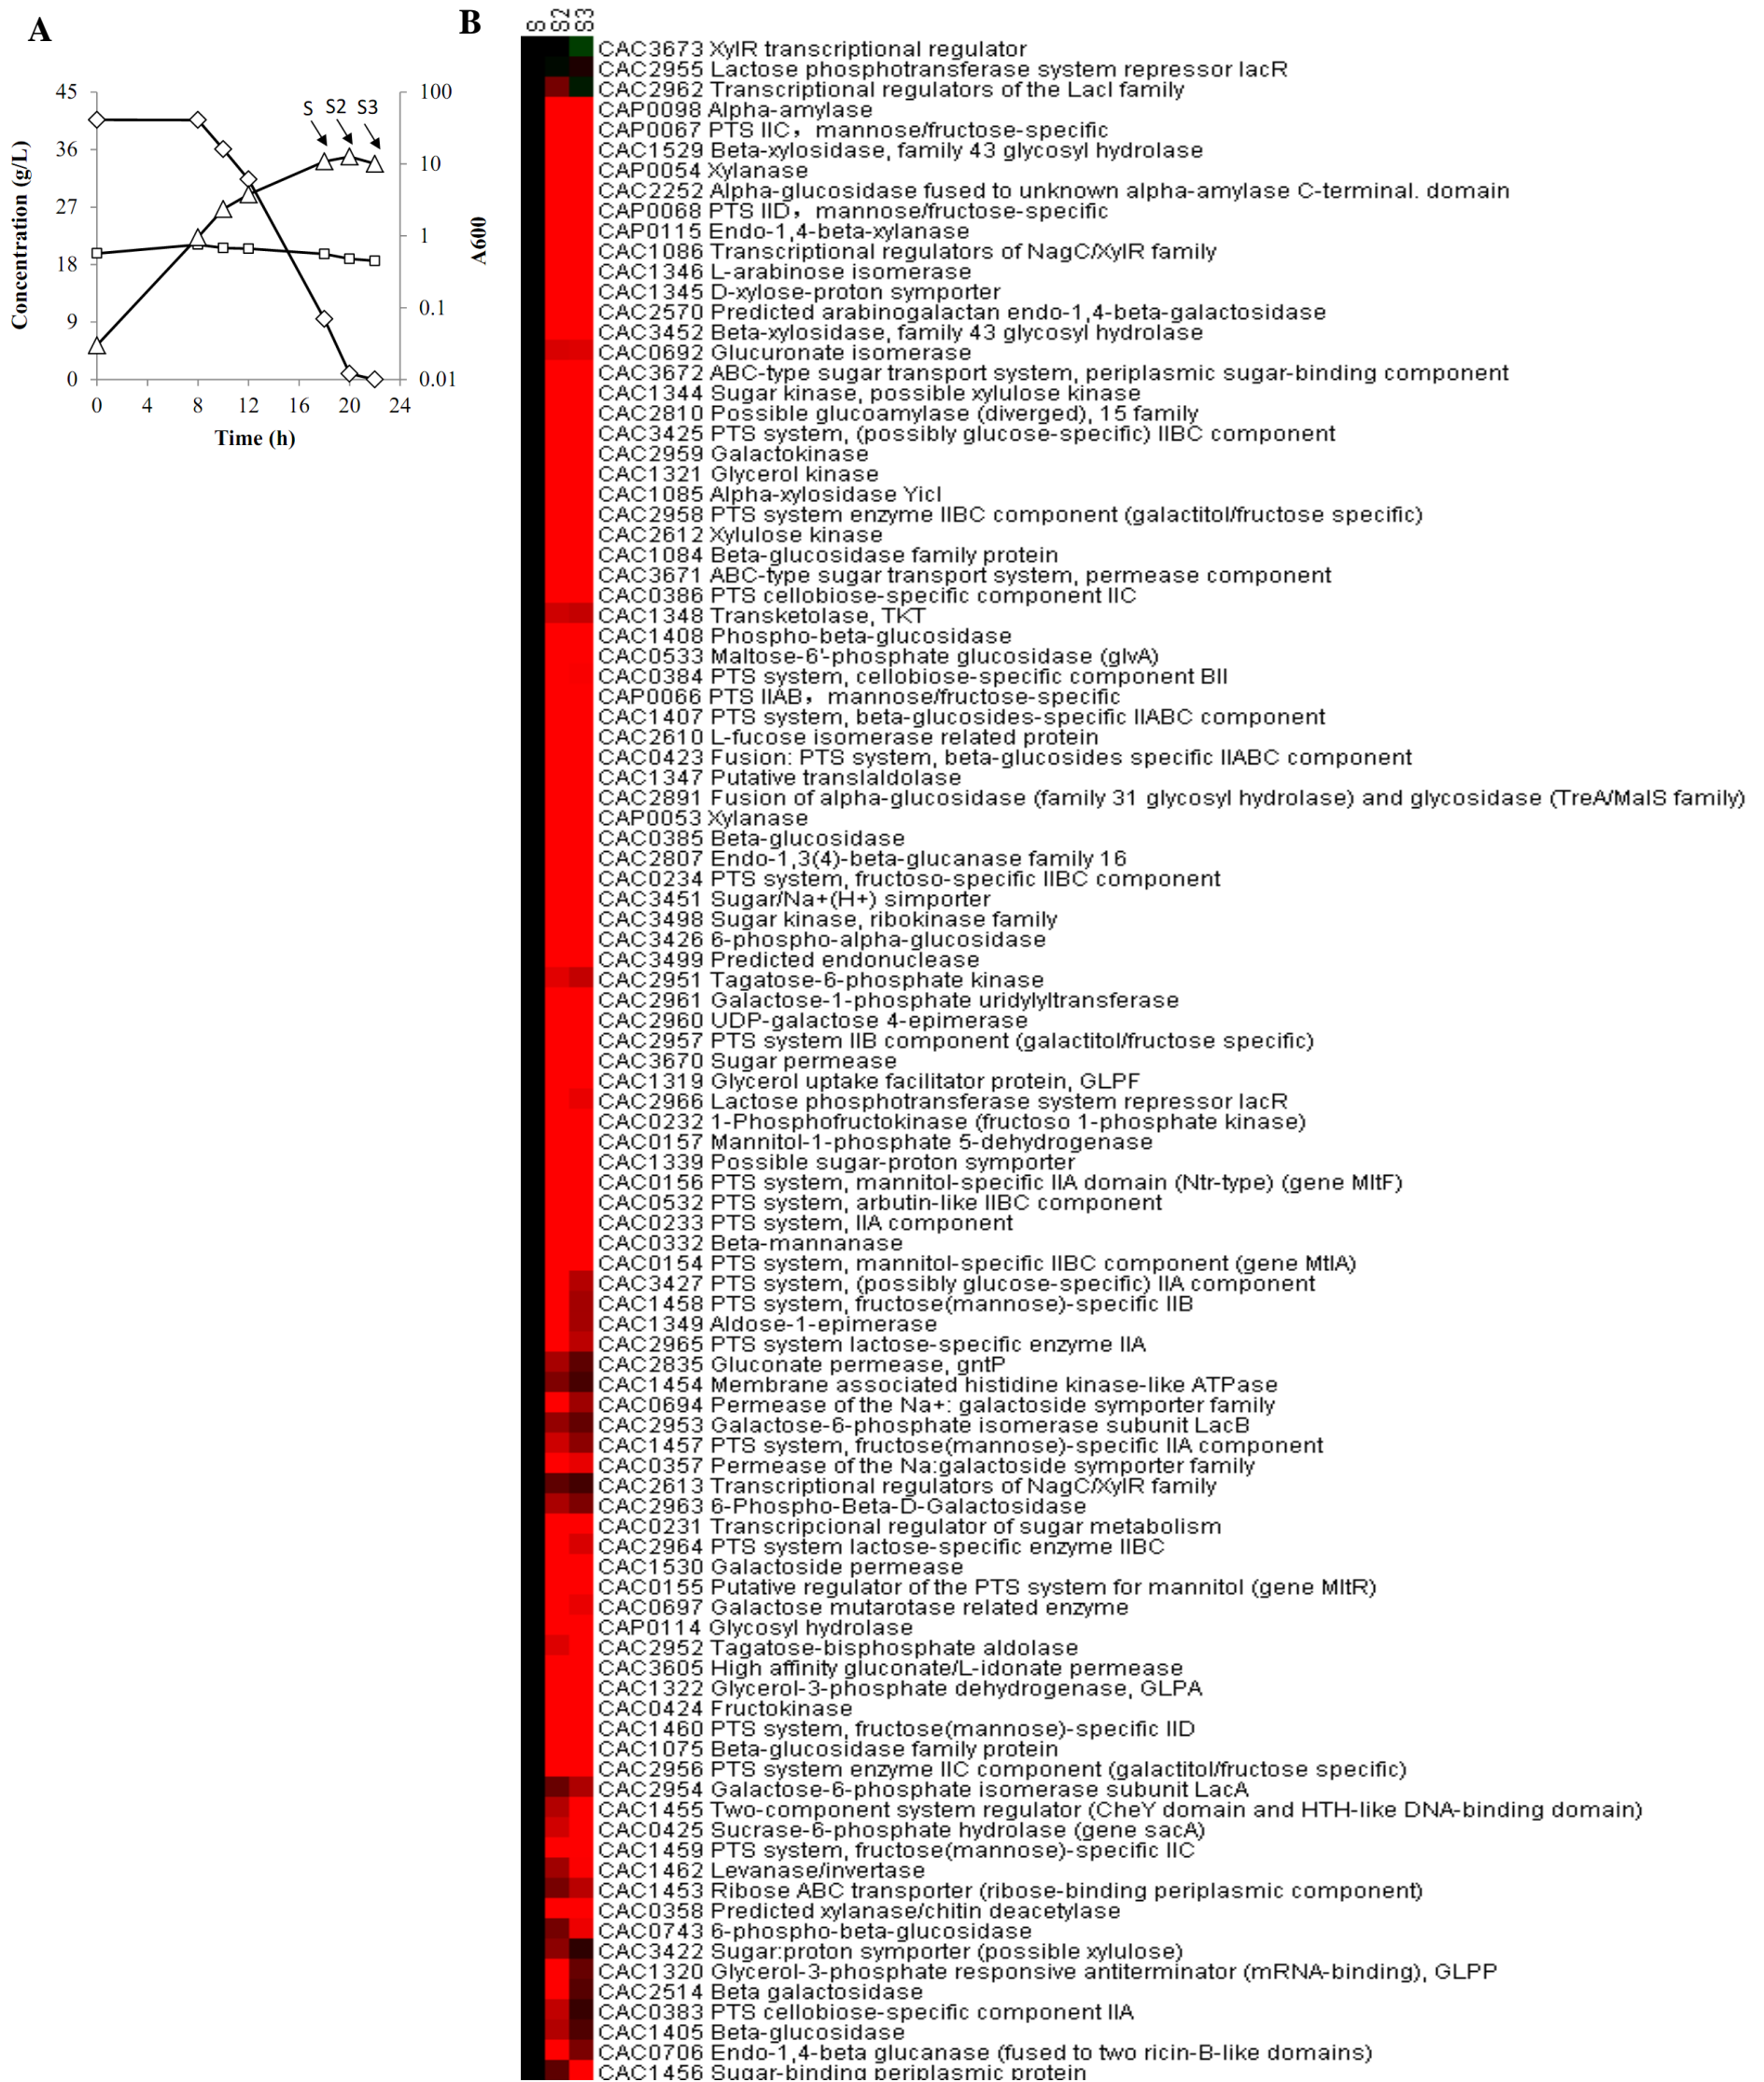 A
B
S
S2
S3
45
36
27
18
9
0
Concentration (g/L)
S
S2
S3
100
10
1
0.1
0.01
A600
0 4 8 12 16 20 24
Time (h)
CAC3673 XylR transcriptional regulator
CAC2955 Lactose phosphotransferase system repressor lacR
CAC2962 Transcriptional regulators of the LacI family
CAP0098 Alpha-amylase
CAP0067 PTS IIC, mannose/fructose-specific
CAC1529 Beta-xylosidase, family 43 glycosyl hydrolase
CAP0054 Xylanase
CAC2252 Alpha-glucosidase fused to unknown alpha-amylase C-terminal. domain
CAP0068 PTS IID, mannose/fructose-specific
CAP0115 Endo-1,4-beta-xylanase
CAC1086 Transcriptional regulators of NagC/XylR family
CAC1346 L-arabinose isomerase
CAC1345 D-xylose-proton symporter
CAC2570 Predicted arabinogalactan endo-1,4-beta-galactosidase
CAC3452 Beta-xylosidase, family 43 glycosyl hydrolase
CAC0692 Glucuronate isomerase
CAC3672 ABC-type sugar transport system, periplasmic sugar-binding component
CAC1344 Sugar kinase, possible xylulose kinase
CAC2810 Possible glucoamylase (diverged), 15 family
CAC3425 PTS system, (possibly glucose-specific) IIBC component
CAC2959 Galactokinase
CAC1321 Glycerol kinase
CAC1085 Alpha-xylosidase YicI
CAC2958 PTS system enzyme IIBC component (galactitol/fructose specific)
CAC2612 Xylulose kinase
CAC1084 Beta-glucosidase family protein
CAC3671 ABC-type sugar transport system, permease component
CAC0386 PTS cellobiose-specific component IIC
CAC1348 Transketolase, TKT
CAC1408 Phospho-beta-glucosidase
CAC0533 Maltose-6'-phosphate glucosidase (glvA)
CAC0384 PTS system, cellobiose-specific component BII
CAP0066 PTS IIAB, mannose/fructose-specific
CAC1407 PTS system, beta-glucosides-specific IIABC component
CAC2610 L-fucose isomerase related protein
CAC0423 Fusion: PTS system, beta-glucosides specific IIABC component
CAC1347 Putative translaldolase
CAC2891 Fusion of alpha-glucosidase (family 31 glycosyl hydrolase) and glycosidase (TreA/MalS family)
CAP0053 Xylanase
CAC0385 Beta-glucosidase
CAC2807 Endo-1,3(4)-beta-glucanase family 16
CAC0234 PTS system, fructoso-specific IIBC component
CAC3451 Sugar/Na+(H+) simporter
CAC3498 Sugar kinase, ribokinase family
CAC3426 6-phospho-alpha-glucosidase
CAC3499 Predicted endonuclease
CAC2951 Tagatose-6-phosphate kinase
CAC2961 Galactose-1-phosphate uridylyltransferase
CAC2960 UDP-galactose 4-epimerase
CAC2957 PTS system IIB component (galactitol/fructose specific)
CAC3670 Sugar permease
CAC1319 Glycerol uptake facilitator protein, GLPF
CAC2966 Lactose phosphotransferase system repressor lacR
CAC0232 1-Phosphofructokinase (fructoso 1-phosphate kinase)
CAC0157 Mannitol-1-phosphate 5-dehydrogenase
CAC1339 Possible sugar-proton symporter
CAC0156 PTS system, mannitol-specific IIA domain (Ntr-type) (gene MltF)
CAC0532 PTS system, arbutin-like IIBC component
CAC0233 PTS system, IIA component
CAC0332 Beta-mannanase
CAC0154 PTS system, mannitol-specific IIBC component (gene MtlA)
CAC3427 PTS system, (possibly glucose-specific) IIA component
CAC1458 PTS system, fructose(mannose)-specific IIB
CAC1349 Aldose-1-epimerase
CAC2965 PTS system lactose-specific enzyme IIA
CAC2835 Gluconate permease, gntP
CAC1454 Membrane associated histidine kinase-like ATPase
CAC0694 Permease of the Na+: galactoside symporter family
CAC2953 Galactose-6-phosphate isomerase subunit LacB
CAC1457 PTS system, fructose(mannose)-specific IIA component
CAC0357 Permease of the Na:galactoside symporter family
CAC2613 Transcriptional regulators of NagC/XylR family
CAC2963 6-Phospho-Beta-D-Galactosidase
CAC0231 Transcripcional regulator of sugar metabolism
CAC2964 PTS system lactose-specific enzyme IIBC
CAC1530 Galactoside permease
CAC0155 Putative regulator of the PTS system for mannitol (gene MltR)
CAC0697 Galactose mutarotase related enzyme
CAP0114 Glycosyl hydrolase
CAC2952 Tagatose-bisphosphate aldolase
CAC3605 High affinity gluconate/L-idonate permease
CAC1322 Glycerol-3-phosphate dehydrogenase, GLPA
CAC0424 Fructokinase
CAC1460 PTS system, fructose(mannose)-specific IID
CAC1075 Beta-glucosidase family protein
CAC2956 PTS system enzyme IIC component (galactitol/fructose specific)
CAC2954 Galactose-6-phosphate isomerase subunit LacA
CAC1455 Two-component system regulator (CheY domain and HTH-like DNA-binding domain)
CAC0425 Sucrase-6-phosphate hydrolase (gene sacA)
CAC1459 PTS system, fructose(mannose)-specific IIC
CAC1462 Levanase/invertase
CAC1453 Ribose ABC transporter (ribose-binding periplasmic component)
CAC0358 Predicted xylanase/chitin deacetylase
CAC0743 6-phospho-beta-glucosidase
CAC3422 Sugar:proton symporter (possible xylulose)
CAC1320 Glycerol-3-phosphate responsive antiterminator (mRNA-binding), GLPP
CAC2514 Beta galactosidase
CAC0383 PTS cellobiose-specific component IIA
CAC1405 Beta-glucosidase
CAC0706 Endo-1,4-beta glucanase (fused to two ricin-B-like domains)
CAC1456 Sugar-binding periplasmic protein